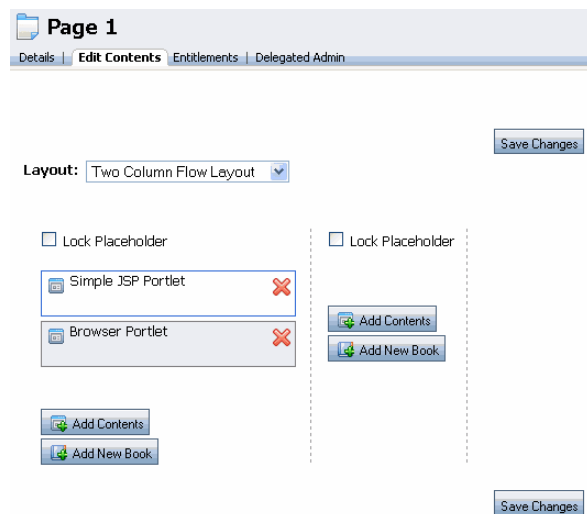 Page 1
Details | Edit Contents Entitlements | Delegated Admin
Save Changes
Layout: Two Column Flow Layout
Lock Placeholder
Simple JSP Portlet
Browser Portlet
Add Contents
Add New Book
Lock Placeholder
Add Contents
Add New Book
Save Changes